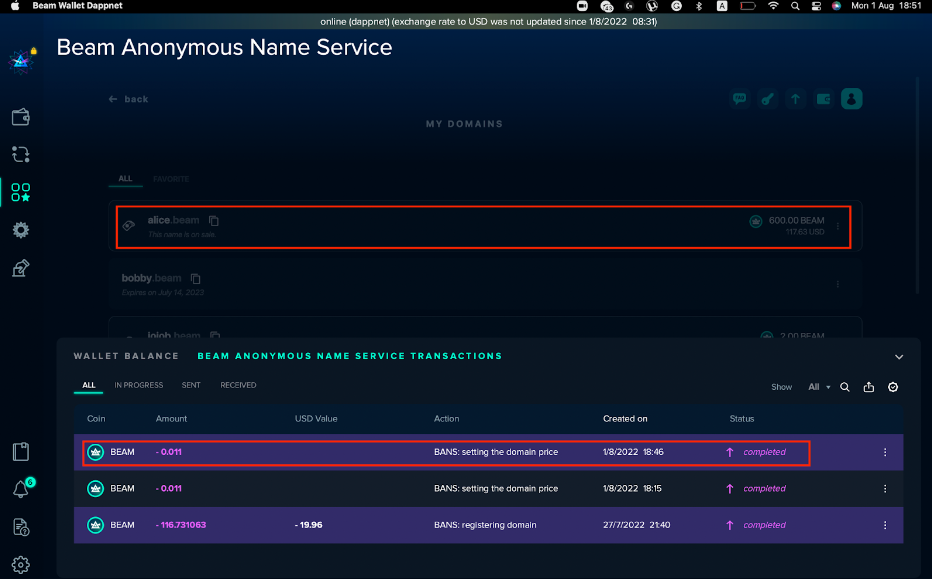 Beam Wallet Dappnet
A
Mon 1 Aug 18:51
online (dappnet) (exchange rate to USD was not updated since 1/8/2022 08:31)
Beam Anonymous Name Service
back
MY DOMAINS
ALL FAVORITE
alice.beam 600.00 BEAM
This name is on sale. 117.63 USD
bobby.beam
Expires on July 14, 2023
2.00 BEAM
WALLET BALANCE BEAM ANONYMOUS NAME SERVICE TRANSACTIONS
ALL IN PROGRESS SENT RECEIVED Show All
Coin Amount USD Value Action Created on Status
BEAM - 0.011 BANS: setting the domain price 1/8/2022 18:46 completed
BEAM - 0.011 BANS: setting the domain price 1/8/2022 18:15 completed
BEAM - 116.731063 - 19.96 BANS: registering domain 27/7/2022 21:40 completed
6